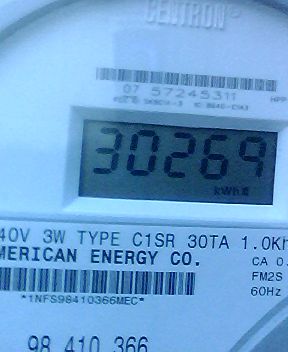 CENTRON®
07 57245311
30269
kWh
40V 3W TYPE C1SR 30TA 1.0Kh
MERICAN ENERGY CO.
CA 0.
FM2S
*1NFS98410366MEC*
60Hz
98 410 366